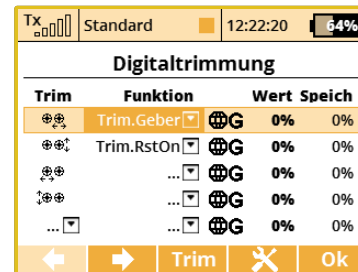 Tx Standard 12:22:20 64%
Digitaltrimmung
Trim Funktion Wert Speich
Trim.Geber G 0% 0%
Trim.RstOn G 0% 0%
... G 0% 0%
... G 0% 0%
... ... G 0% 0%
Trim Ok